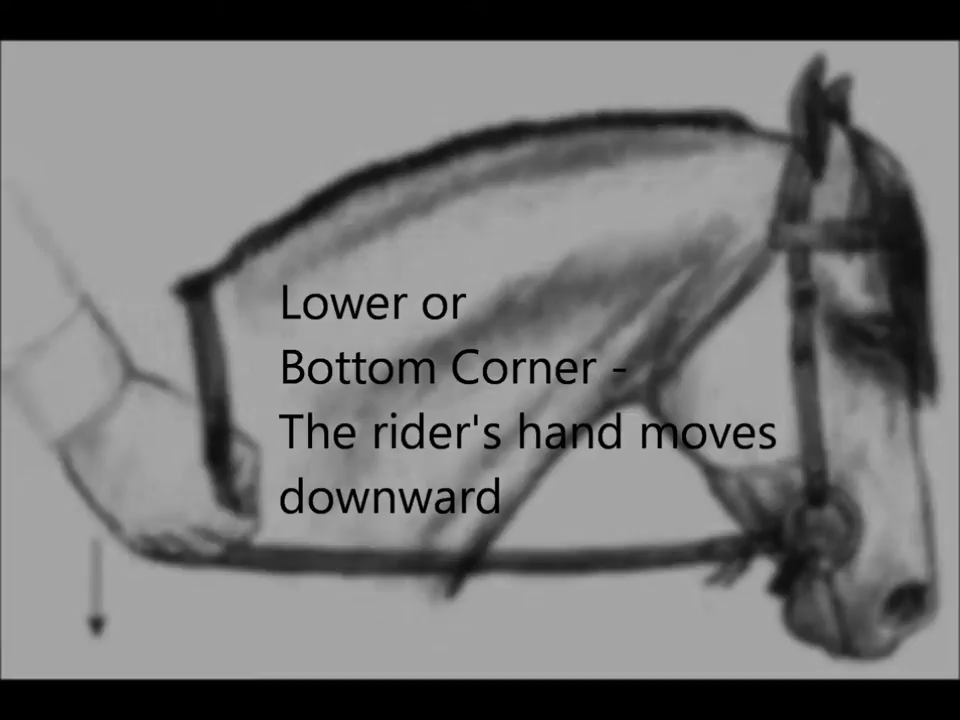 Lower or
Bottom Corner -
The rider's hand moves
downward